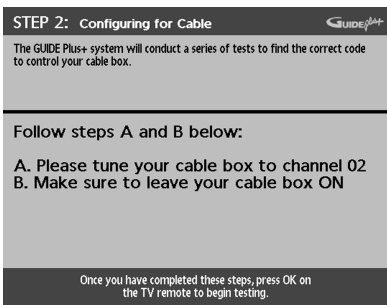 STEP 2: Configuring for Cable
GUIDE plus+
The GUIDE Plus+ system will conduct a series of tests to find the correct code
to control your cable box.
Follow steps A and B below:
A. Please tune your cable box to channel 02
B. Make sure to leave your cable box ON
Once you have completed these steps, press OK on
the TV remote to begin testing.